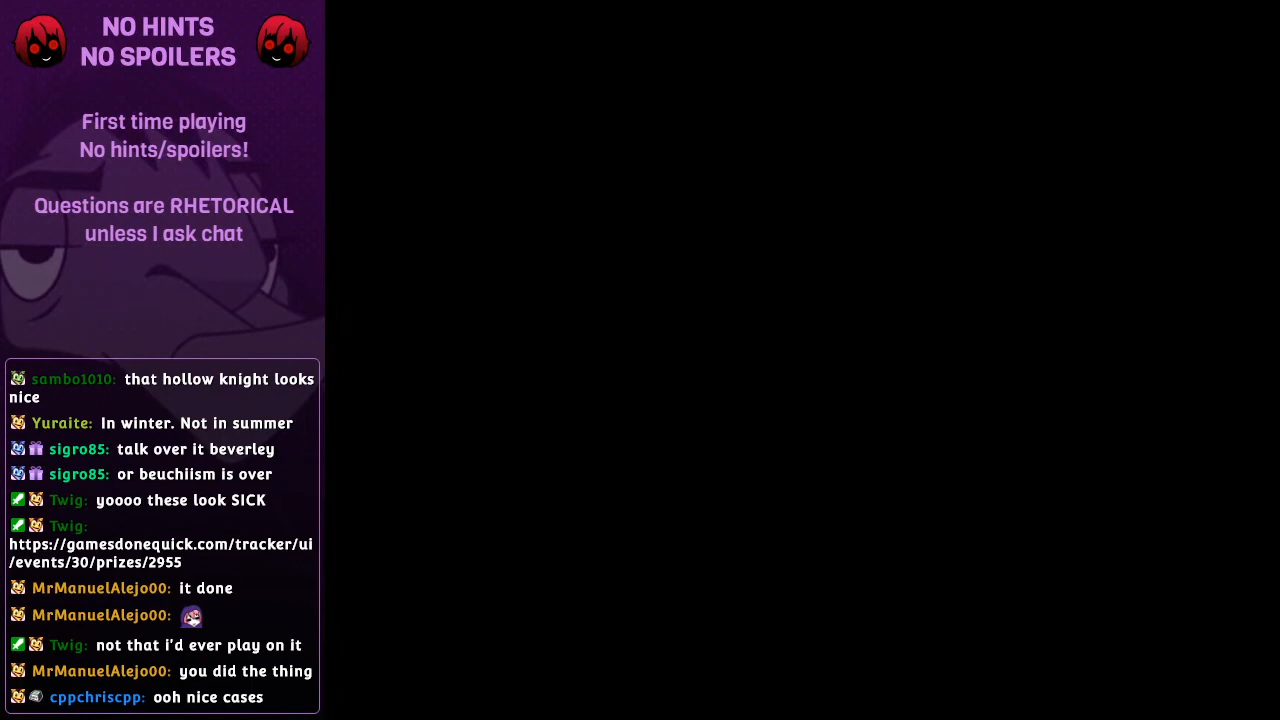 NO HINTS
NO SPOILERS
First time playing
No hints/spoilers!
Questions are RHETORICAL
unless I ask chat
sambo1010: that hollow knight looks
nice
Yuraite: In winter. Not in summer
sigro85: talk over it beverley
sigro85: or beuchiism is over
Twig: yoooo these look SICK
Twig:
https://gamesdonequick.com/tracker/ui
/events/30/prizes/2955
MrManuelAlejo00: it done
MrManuelAlejo00:
Twig: not that i'd ever play on it
MrManuelAlejo00: you did the thing
cppchriscpp: ooh nice cases